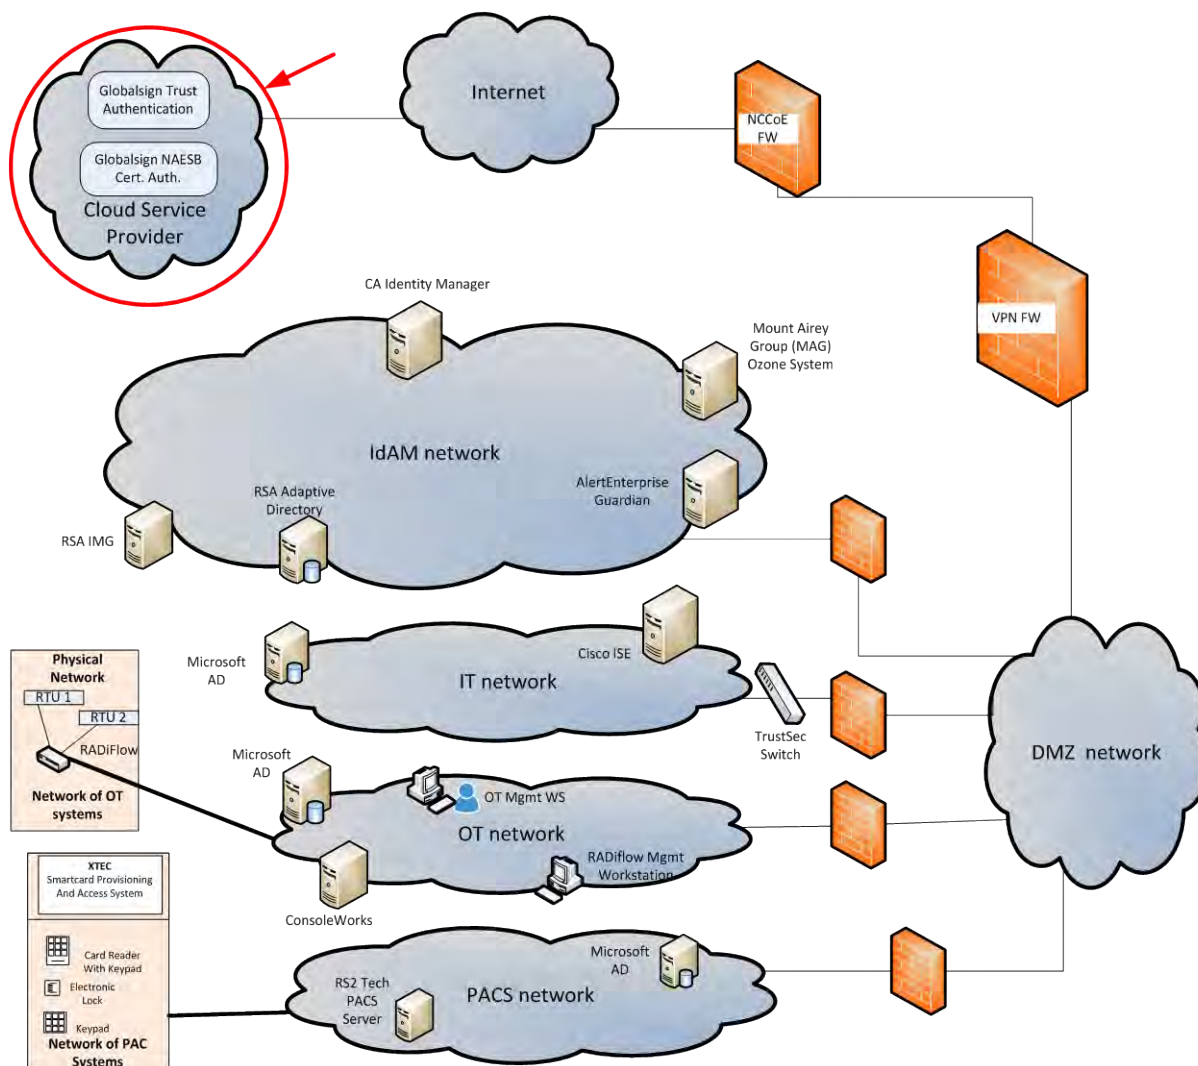 Globalsign Trust
Authentication
Globalsign NAESB
Cert. Auth.
Cloud Service
Provider
Internet
NCCoE
FW
VPN FW
CA Identity Manager
Mount Airey
Group (MAG)
Ozone System
IdAM network
AlertEnterprise
Guardian
RSA Adaptive
Directory
RSA IMG
Microsoft
AD
Cisco ISE
IT network
TrustSec
Switch
DMZ network
Physical
Network
RTU 1
RTU 2
RADiFlow
Network of OT
systems
Microsoft
AD
OT Mgmt WS
OT network
RADiflow Mgmt
Workstation
ConsoleWorks
XTEC
Smartcard Provisioning
And Access System
Card Reader
With Keypad
Electronic
Lock
Keypad
Network of PAC
Systems
Microsoft
AD
RS2 Tech
PACS
Server
PACS network